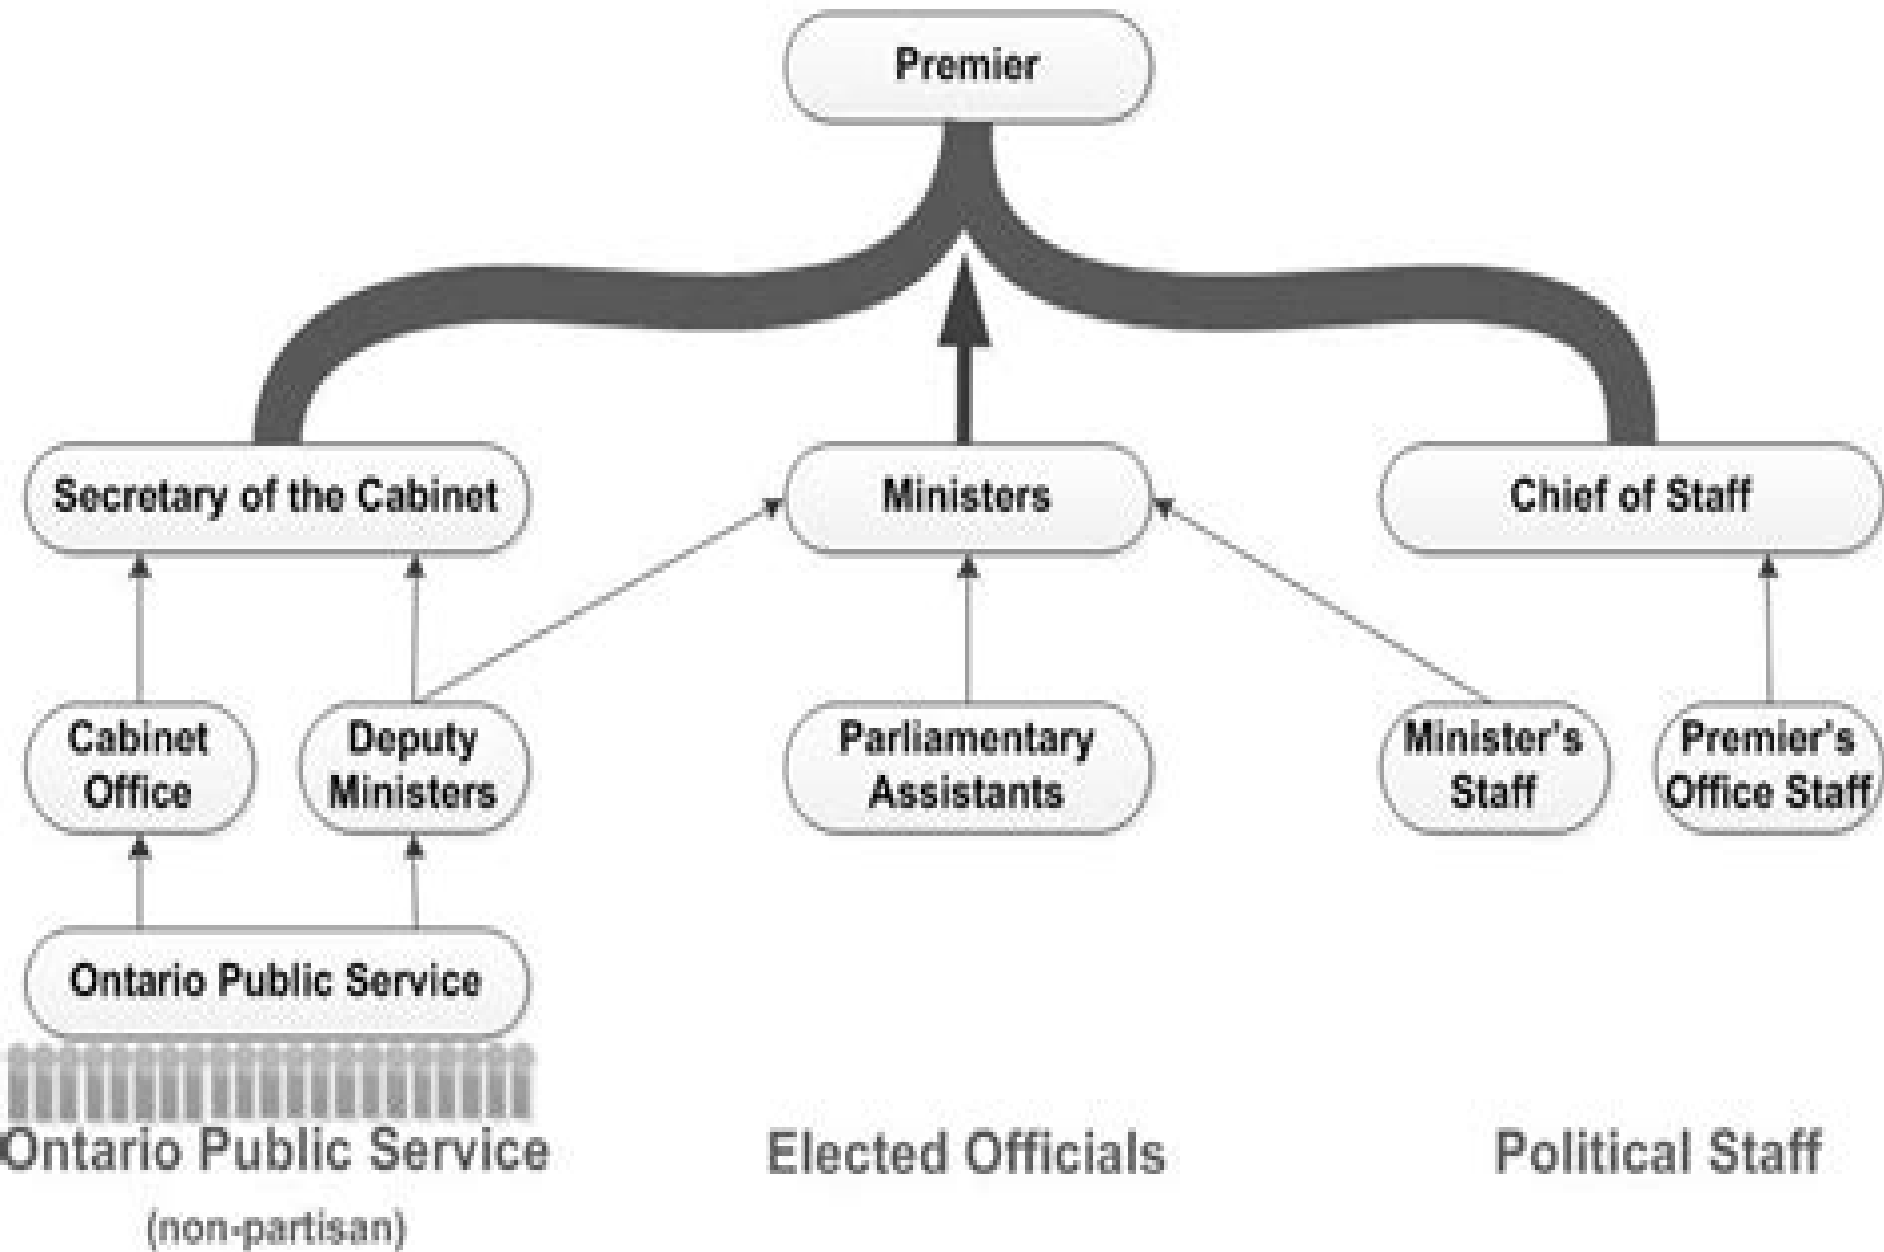 Premier
Secretary of the Cabinet
Ministers
Chief of Staff
Cabinet
Office
Deputy
Ministers
Parliamentary
Assistants
Minister's
Staff
Premier's
Office Staff
Ontario Public Service
Ontario Public Service
(non-partisan)
Elected Officials
Political Staff